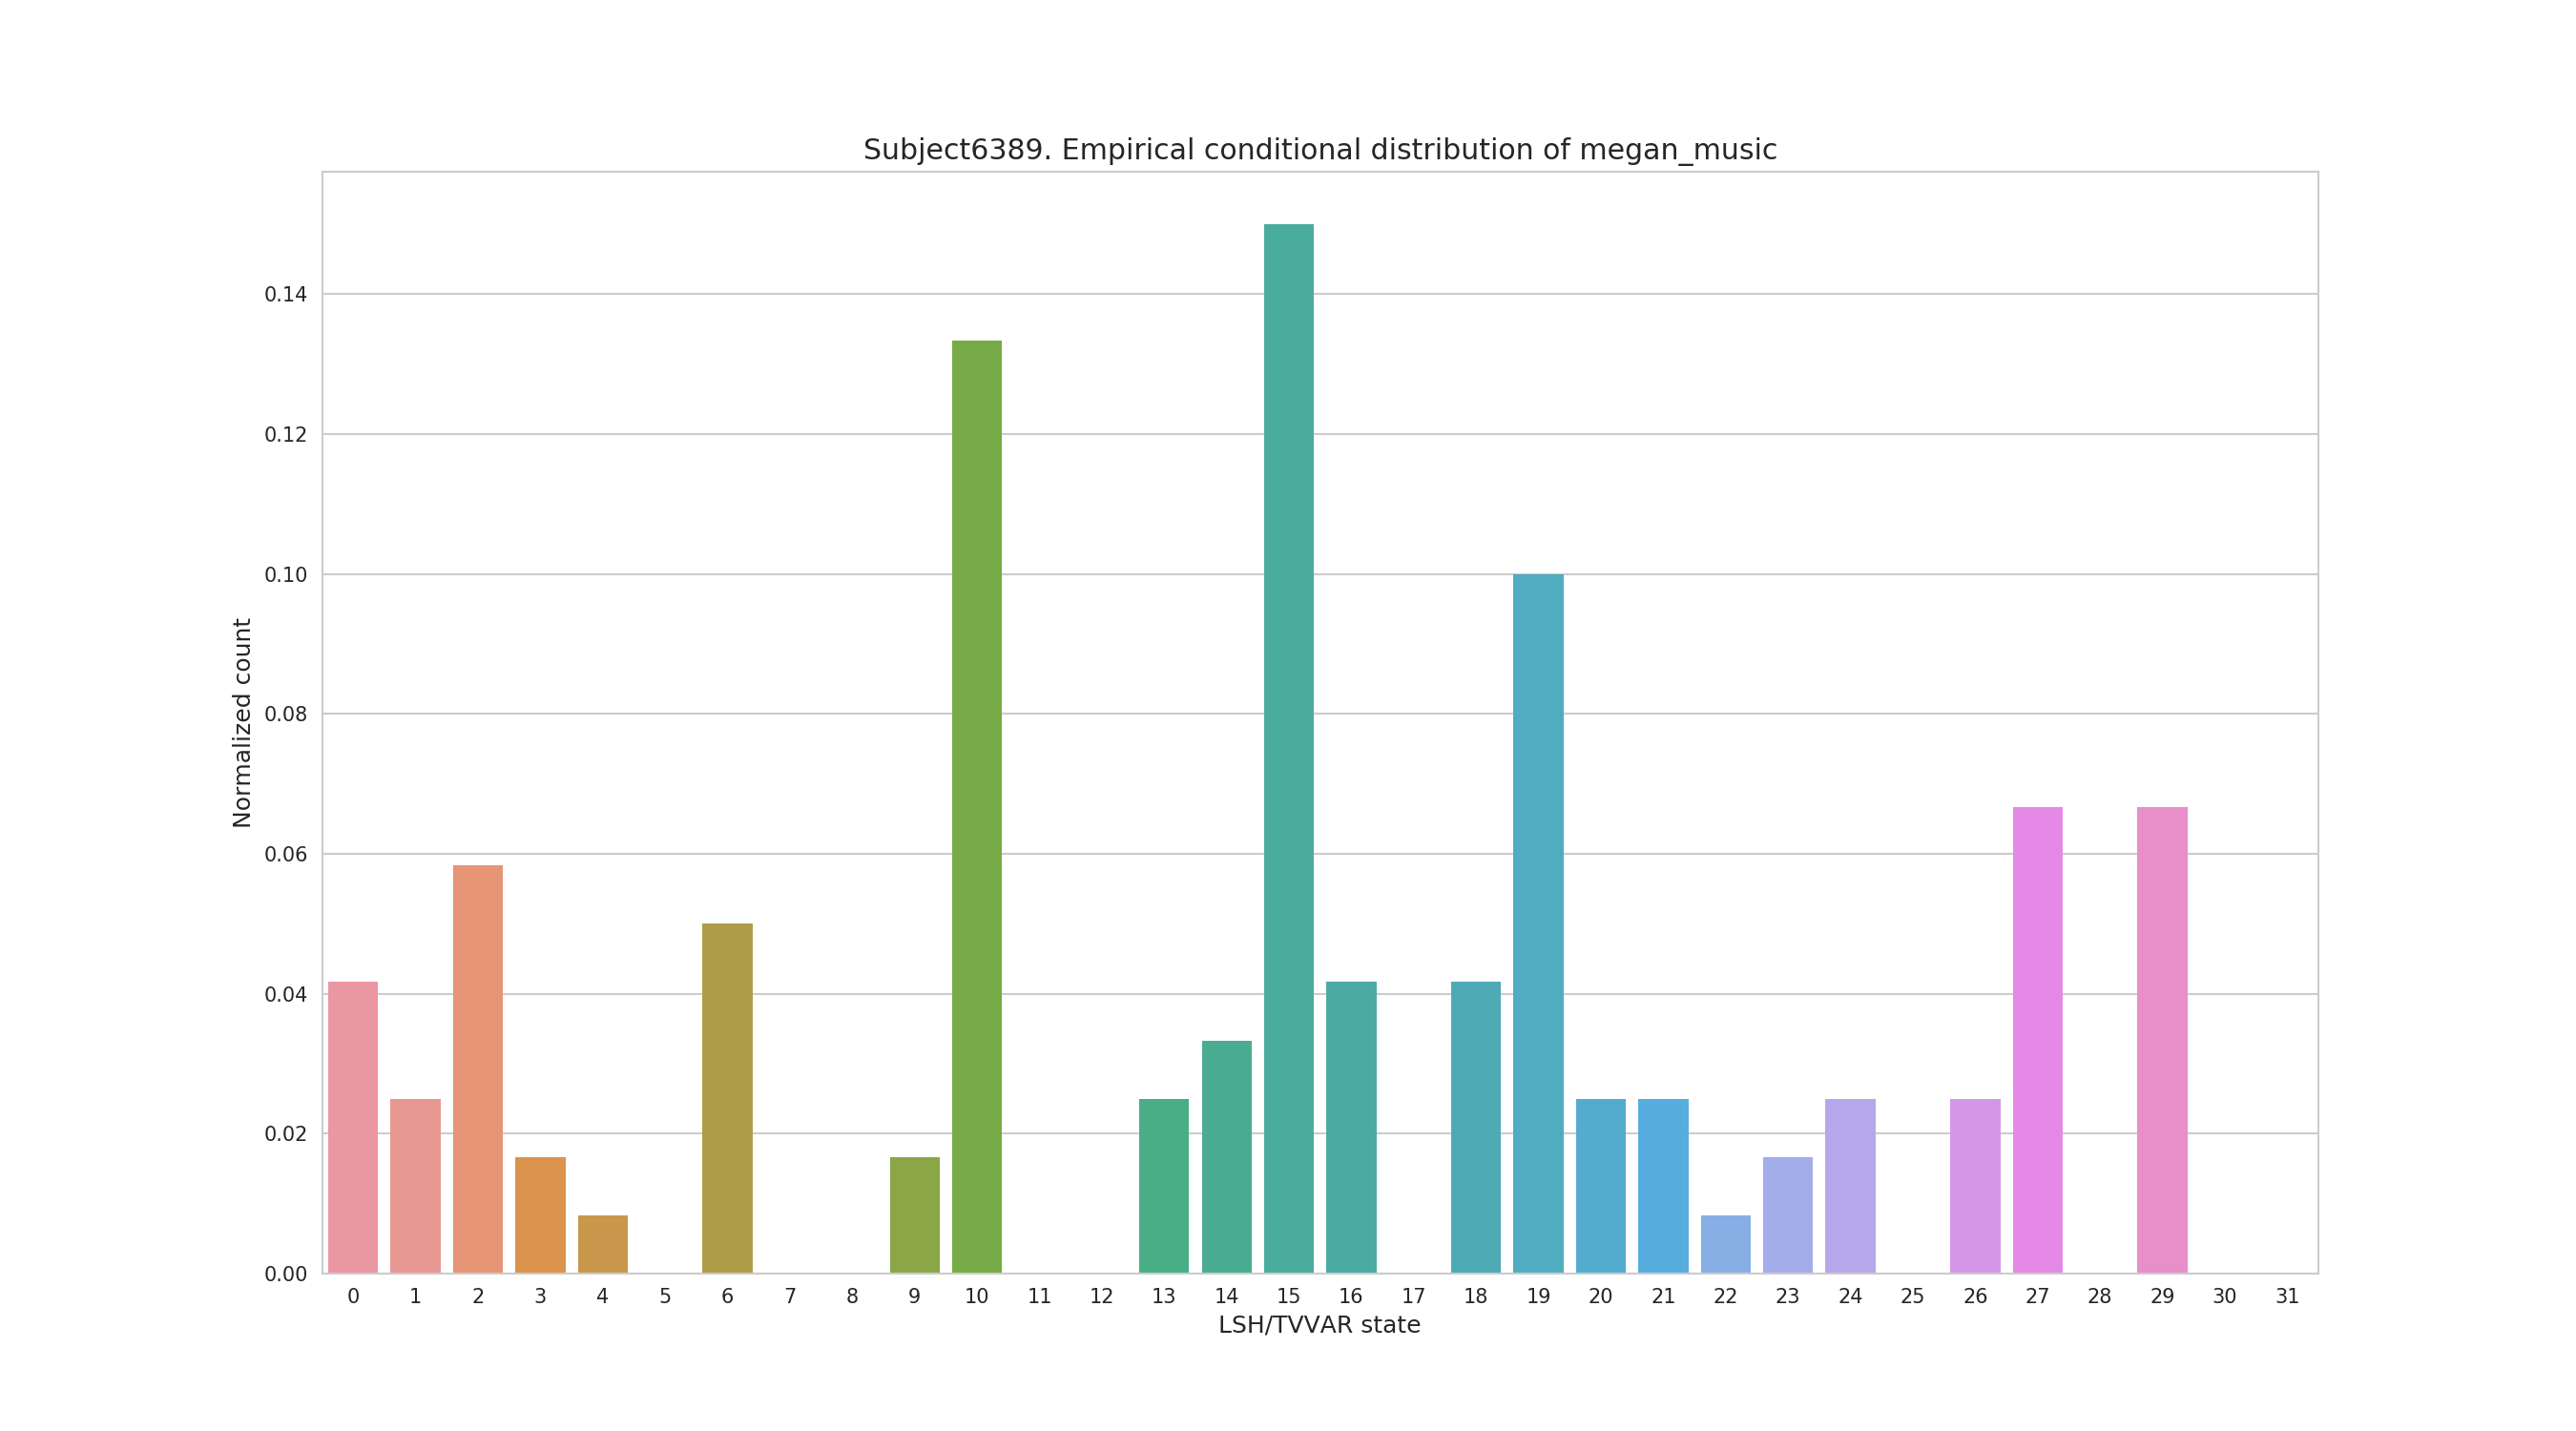 Subject6389. Empirical conditional distribution of megan_music
Normalized count
0.14
0.12
0.10
0.08
0.06
0.04
0.02
0.00
0 1 2 3 4 5 6 7 8 9 10 11 12 13 14 15 16 17 18 19 20 21 22 23 24 25 26 27 28 29 30 31
LSH/TVVAR state